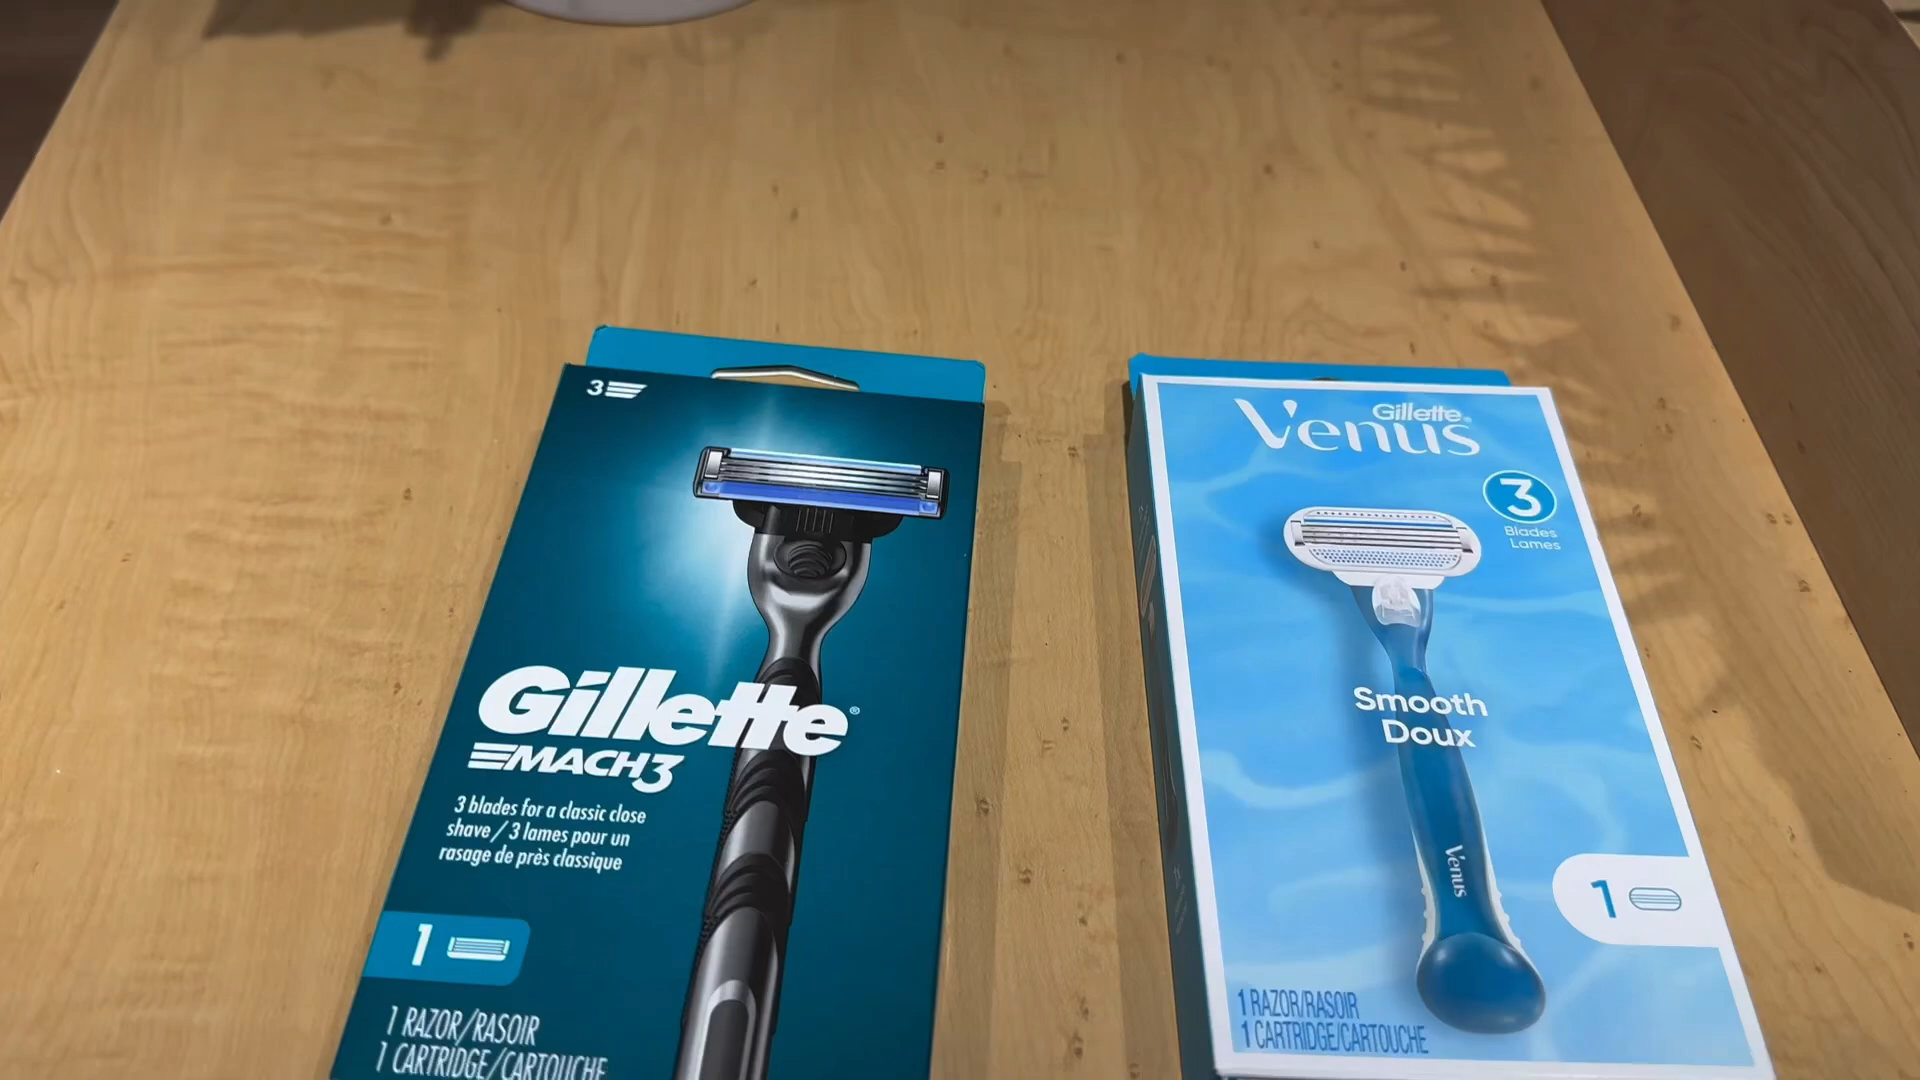 3
Gillette®
MACH3
3 blades for a classic close
shave / 3 lames pour un
rasage de près classique
1
1 RAZOR/RASOIR
1 CARTRIDGE/CARTOUCHE
Gillette®
Venus
3
Blades
Lames
Smooth
Doux
Venus
1
1 RAZOR/RASOIR
1 CARTRIDGE/CARTOUCHE